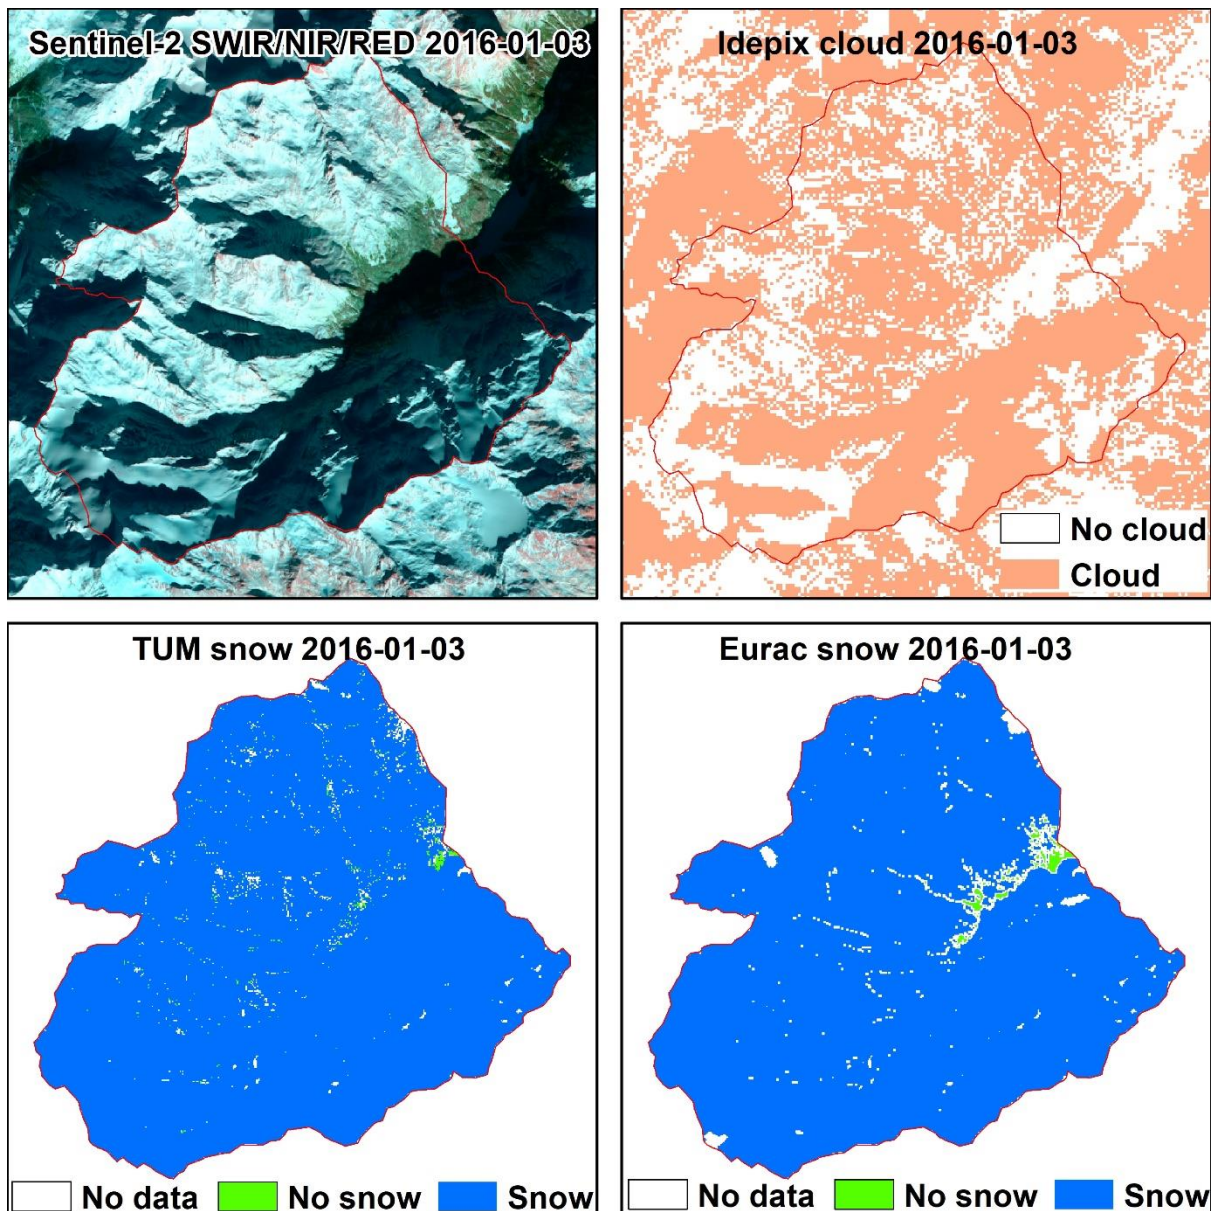 Sentinel-2 SWIR/NIR/RED 2016-01-03
Idepix cloud 2016-01-03
No cloud
Cloud
TUM snow 2016-01-03
Eurac snow 2016-01-03
No data No snow Snow
No data No snow Snow